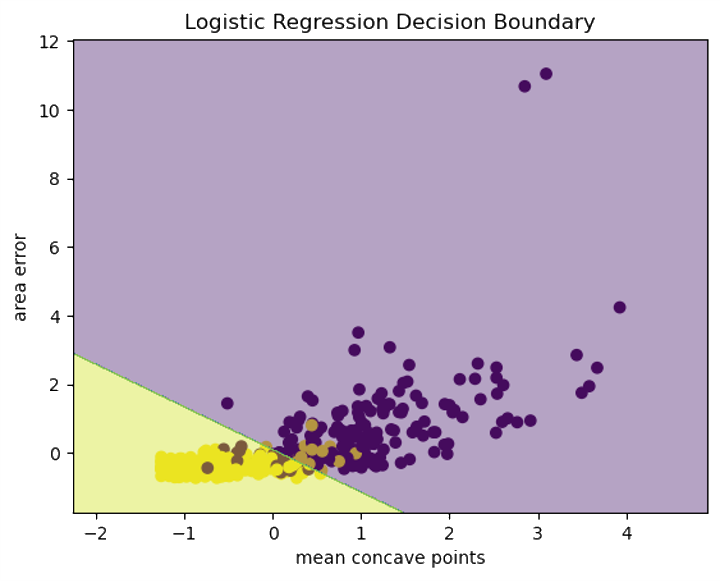 Logistic Regression Decision Boundary
12
10
8
6
4
2
0
area error
−2 −1 0 1 2 3 4
mean concave points